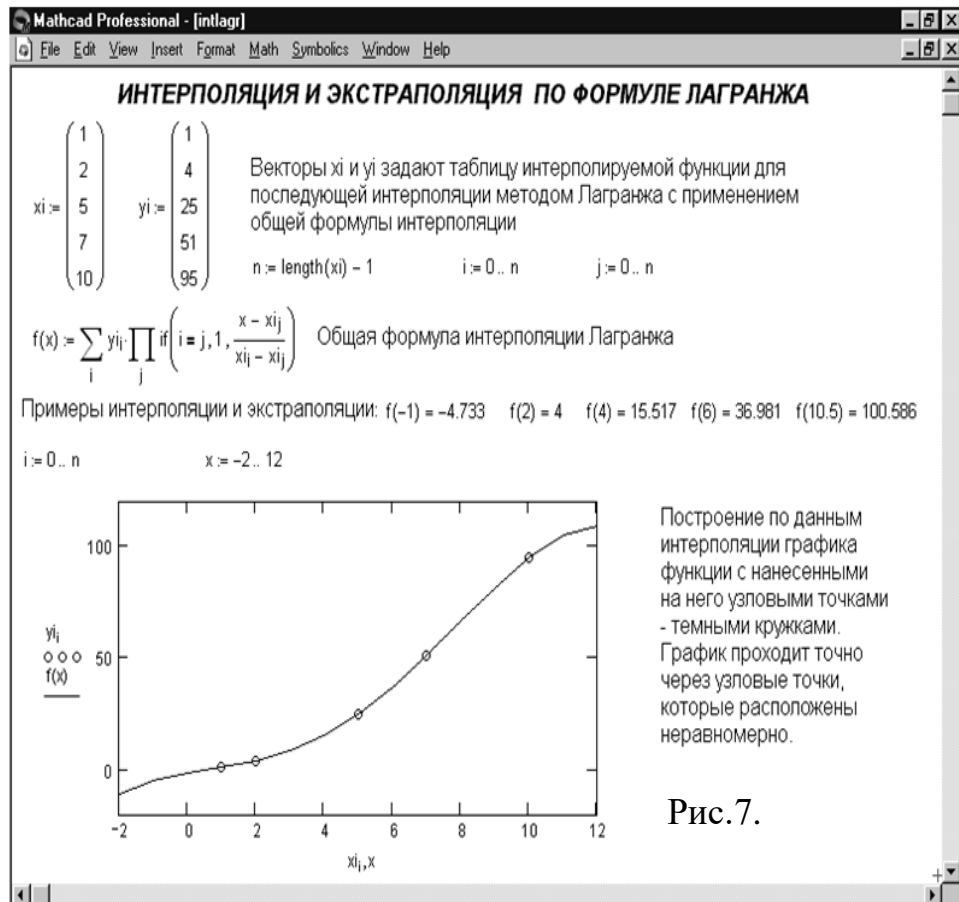 Mathcad Professional - [intlagr]
File Edit View Insert Format Math Symbolics Window Help
ИНТЕРПОЛЯЦИЯ И ЭКСТРАПОЛЯЦИЯ ПО ФОРМУЛЕ ЛАГРАНЖА
xi := (1 2 5 7 10) yi := (1 4 25 51 95)
Векторы xi и yi задают таблицу интерполируемой функции для
последующей интерполяции методом Лагранжа с применением
общей формулы интерполяции
n := length(xi) − 1 i := 0 .. n j := 0 .. n
f(x) := ∑i yi_i · ∏j if(i = j, 1, (x − xi_j)/(xi_i − xi_j)) Общая формула интерполяции Лагранжа
Примеры интерполяции и экстраполяции: f(−1) = −4.733 f(2) = 4 f(4) = 15.517 f(6) = 36.981 f(10.5) = 100.586
i := 0 .. n x := −2 .. 12
100
50
0
yi_i
f(x)
−2 0 2 4 6 8 10 12
xi_i,x
Построение по данным
интерполяции графика
функции с нанесенными
на него узловыми точками
- темными кружками.
График проходит точно
через узловые точки,
которые расположены
неравномерно.
Рис.7.